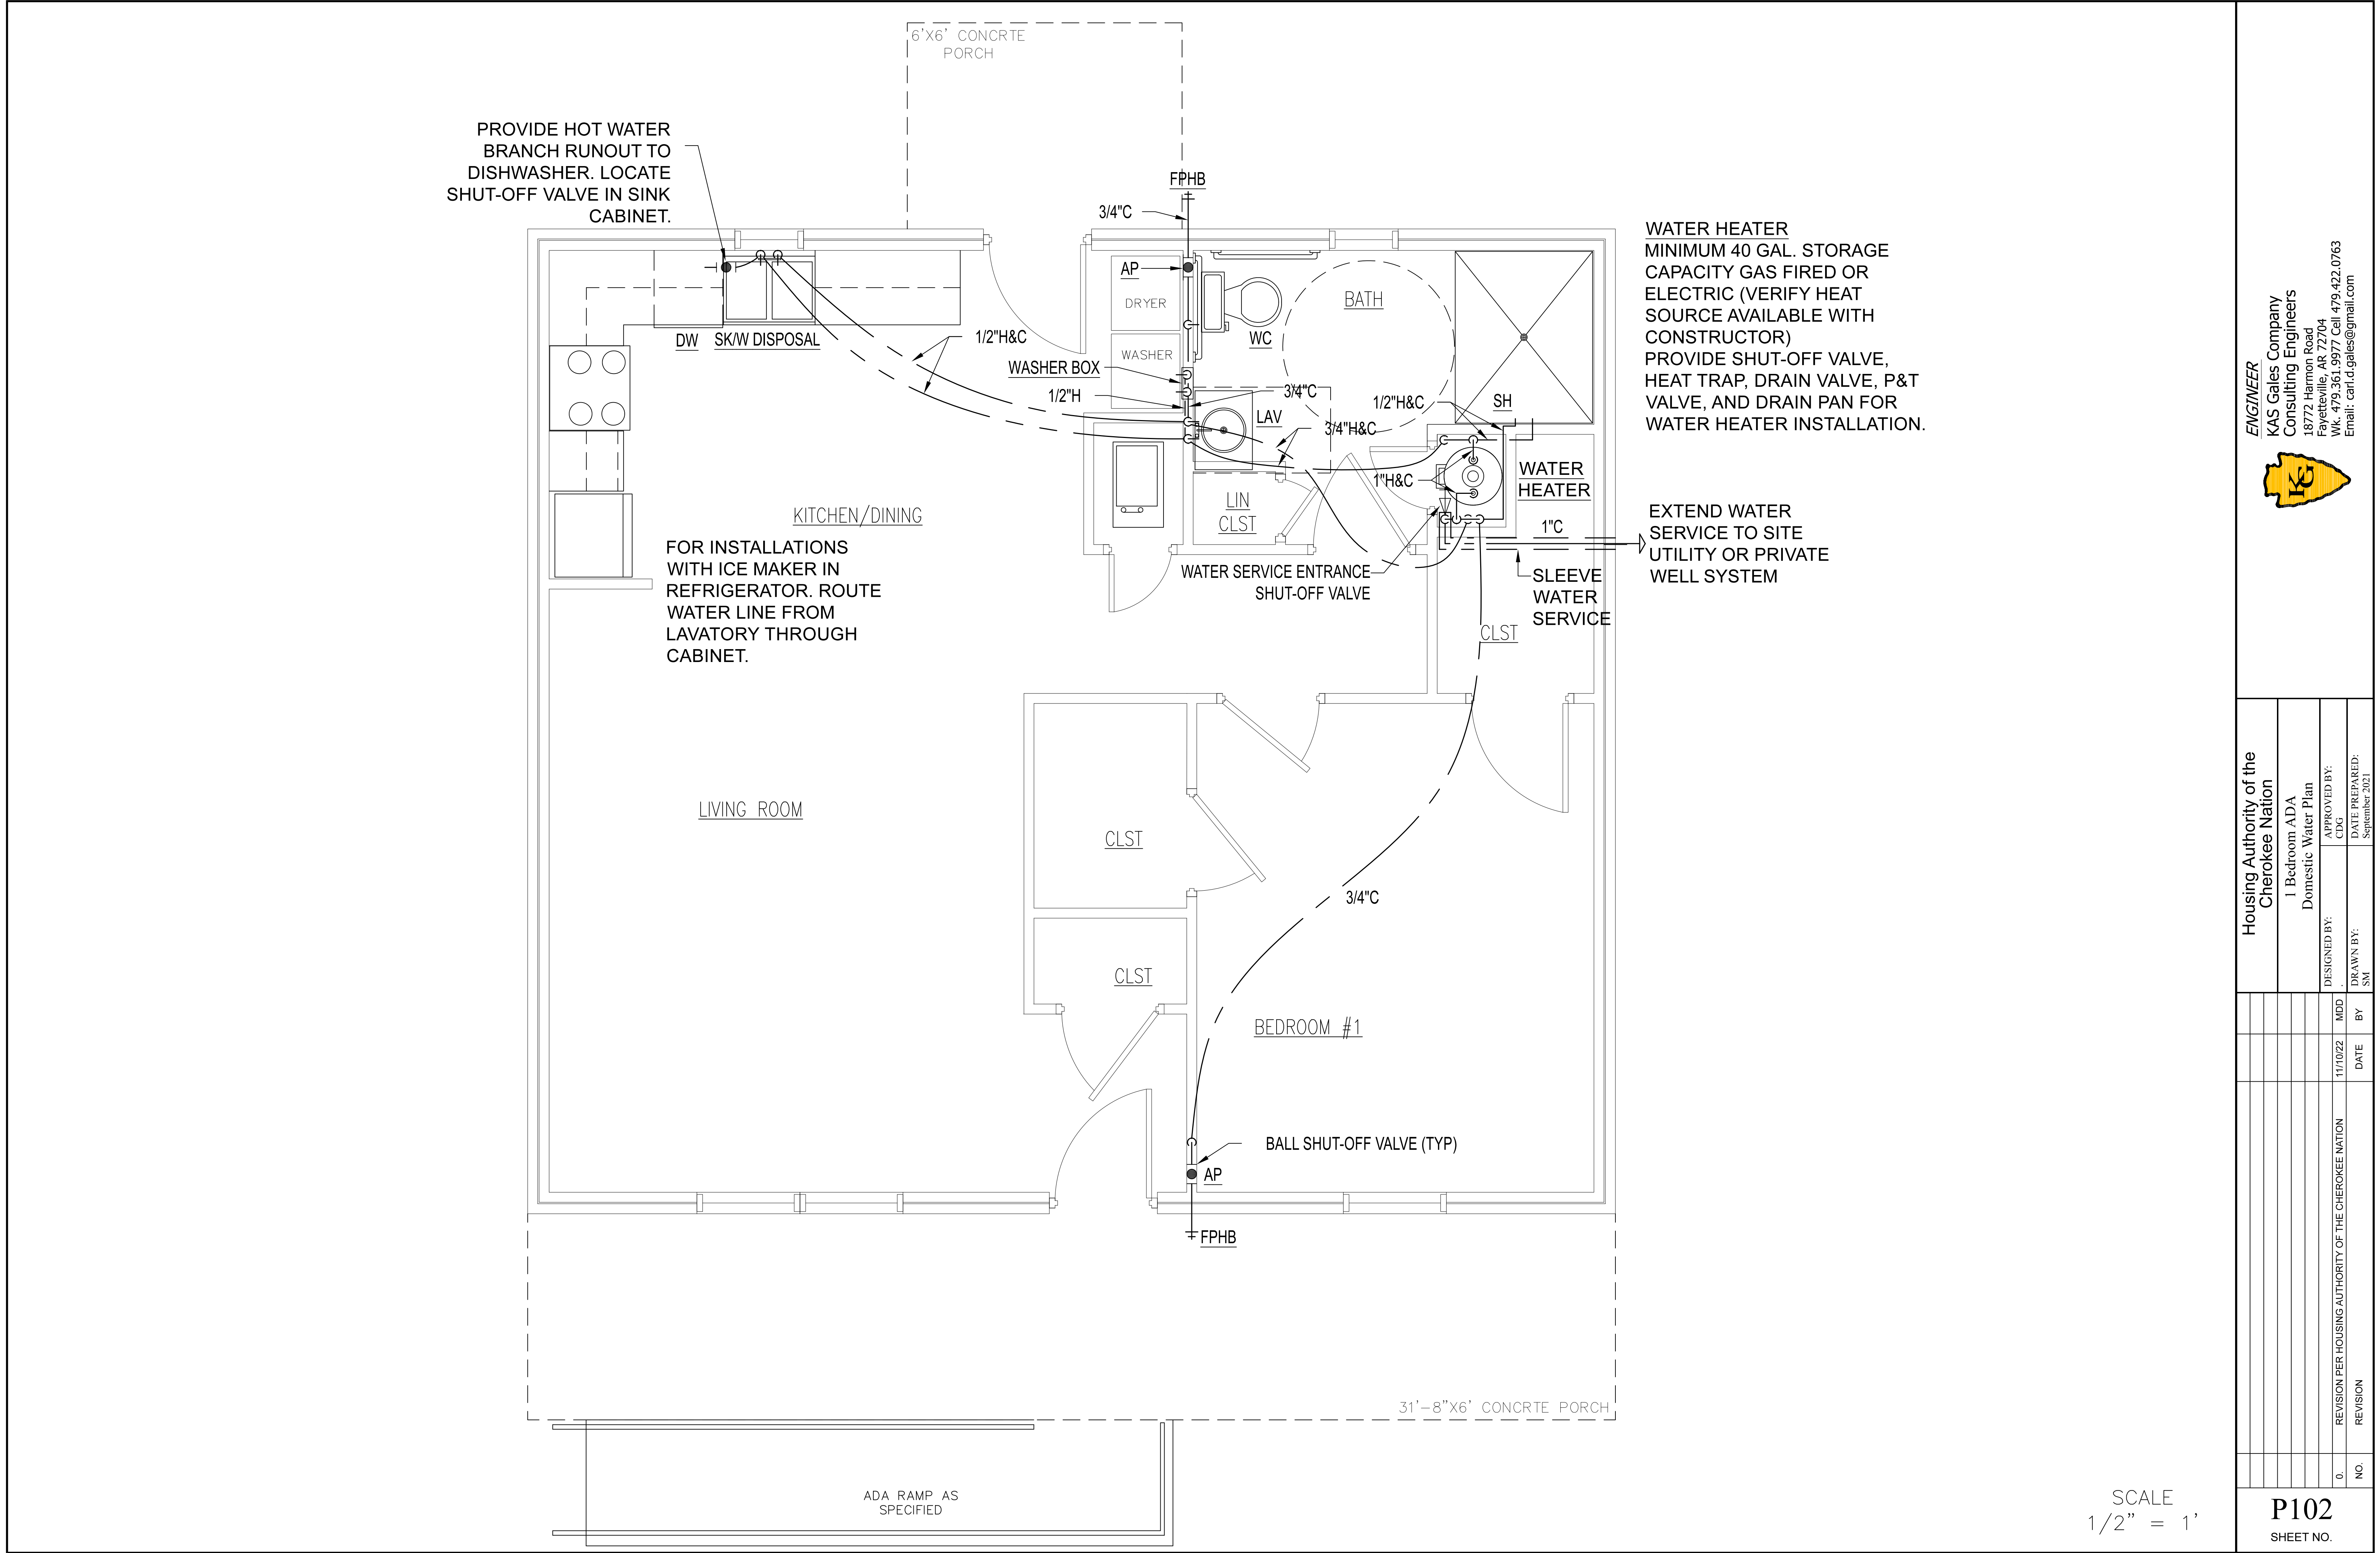 6'X6' CONCRTE
PORCH
PROVIDE HOT WATER
BRANCH RUNOUT TO
DISHWASHER. LOCATE
SHUT-OFF VALVE IN SINK
CABINET.
FPHB
3/4"C
AP
DRYER
WASHER
WC
BATH
DW
SK/W DISPOSAL
1/2"H&C
WASHER BOX
1/2"H
3/4"C
LAV
3/4"H&C
1/2"H&C
SH
1"H&C
WATER
HEATER
WATER HEATER
MINIMUM 40 GAL. STORAGE
CAPACITY GAS FIRED OR
ELECTRIC (VERIFY HEAT
SOURCE AVAILABLE WITH
CONSTRUCTOR)
PROVIDE SHUT-OFF VALVE,
HEAT TRAP, DRAIN VALVE, P&T
VALVE, AND DRAIN PAN FOR
WATER HEATER INSTALLATION.
LIN
CLST
KITCHEN/DINING
FOR INSTALLATIONS
WITH ICE MAKER IN
REFRIGERATOR. ROUTE
WATER LINE FROM
LAVATORY THROUGH
CABINET.
1"C
EXTEND WATER
SERVICE TO SITE
UTILITY OR PRIVATE
WELL SYSTEM
WATER SERVICE ENTRANCE
SHUT-OFF VALVE
SLEEVE
WATER
SERVICE
CLST
LIVING ROOM
CLST
3/4"C
CLST
BEDROOM #1
BALL SHUT-OFF VALVE (TYP)
AP
FPHB
31'-8"X6' CONCRTE PORCH
ADA RAMP AS
SPECIFIED
SCALE
1/2" = 1'
ENGINEER
KAS Gales Company
Consulting Engineers
18772 Harmon Road
Fayetteville, AR 72704
Wk. 479.361.9977 Cell 479.422.0763
Email: carl.d.gales@gmail.com
KG
Housing Authority of the
Cherokee Nation
1 Bedroom ADA
Domestic Water Plan
DESIGNED BY:
.
APPROVED BY:
CDG
DRAWN BY:
SM
DATE PREPARED:
September 2021
0. REVISION PER HOUSING AUTHORITY OF THE CHEROKEE NATION 11/10/22 MDD
NO. REVISION DATE BY
P102
SHEET NO.